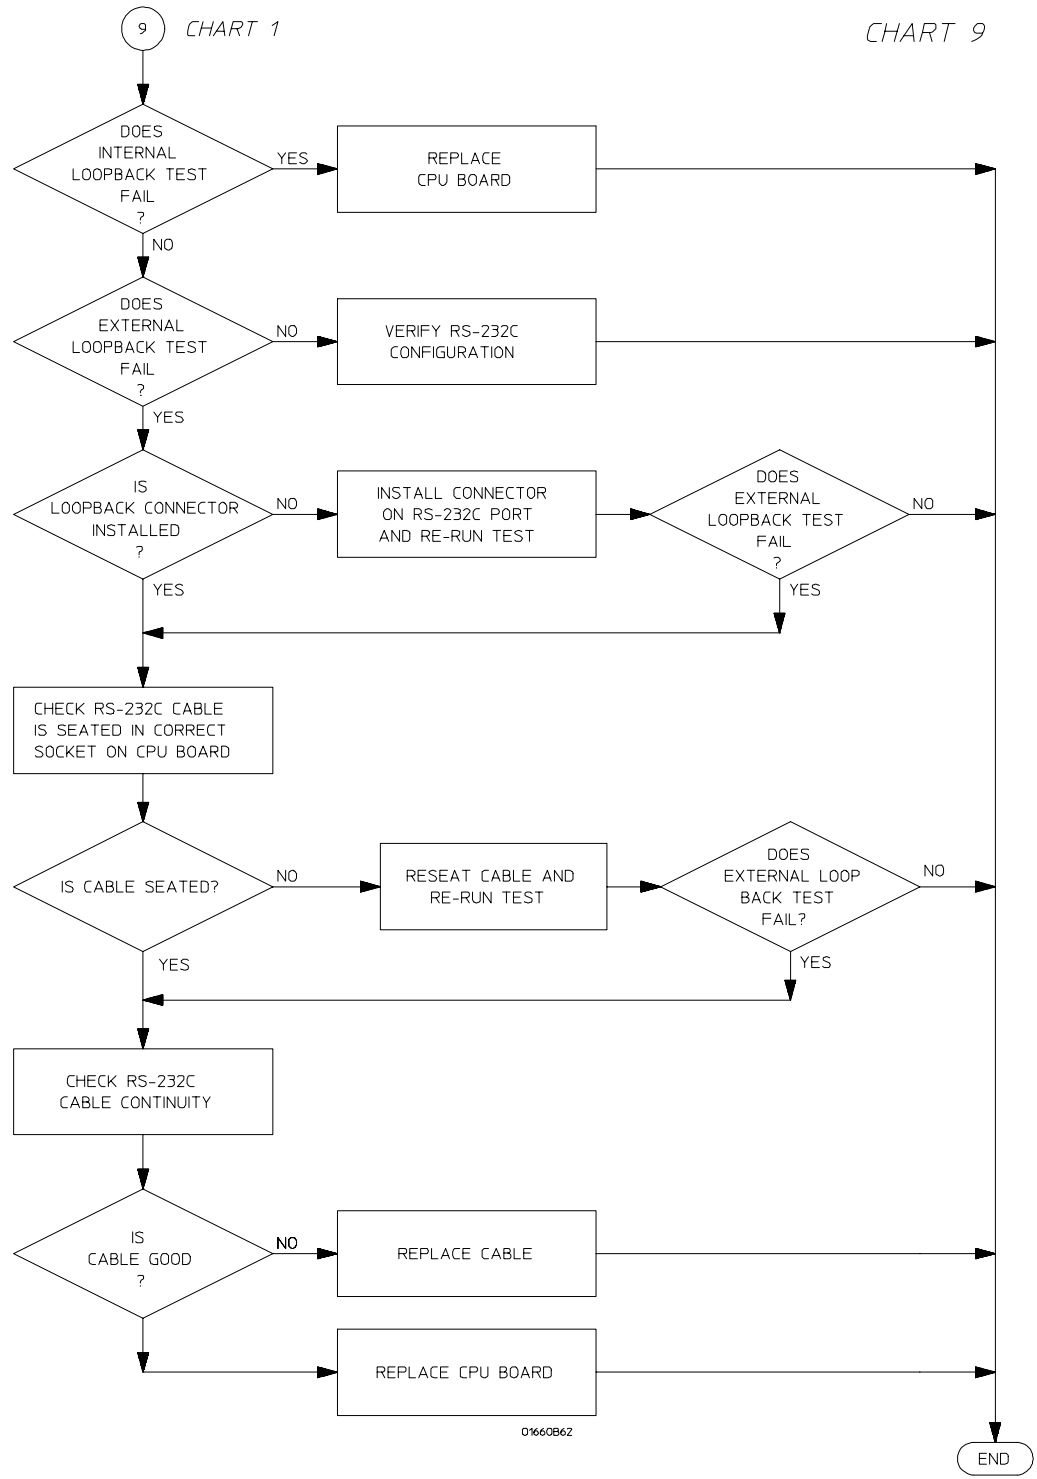 9
CHART 1
CHART 9
DOES
INTERNAL
LOOPBACK TEST
FAIL
?
YES
REPLACE
CPU BOARD
NO
DOES
EXTERNAL
LOOPBACK TEST
FAIL
?
NO
VERIFY RS-232C
CONFIGURATION
YES
IS
LOOPBACK CONNECTOR
INSTALLED
?
NO
INSTALL CONNECTOR
ON RS-232C PORT
AND RE-RUN TEST
DOES
EXTERNAL
LOOPBACK TEST
FAIL
?
NO
YES
YES
CHECK RS-232C CABLE
IS SEATED IN CORRECT
SOCKET ON CPU BOARD
IS CABLE SEATED?
NO
RESEAT CABLE AND
RE-RUN TEST
DOES
EXTERNAL LOOP
BACK TEST
FAIL?
NO
YES
YES
CHECK RS-232C
CABLE CONTINUITY
IS
CABLE GOOD
?
NO
REPLACE CABLE
REPLACE CPU BOARD
01660B62
END